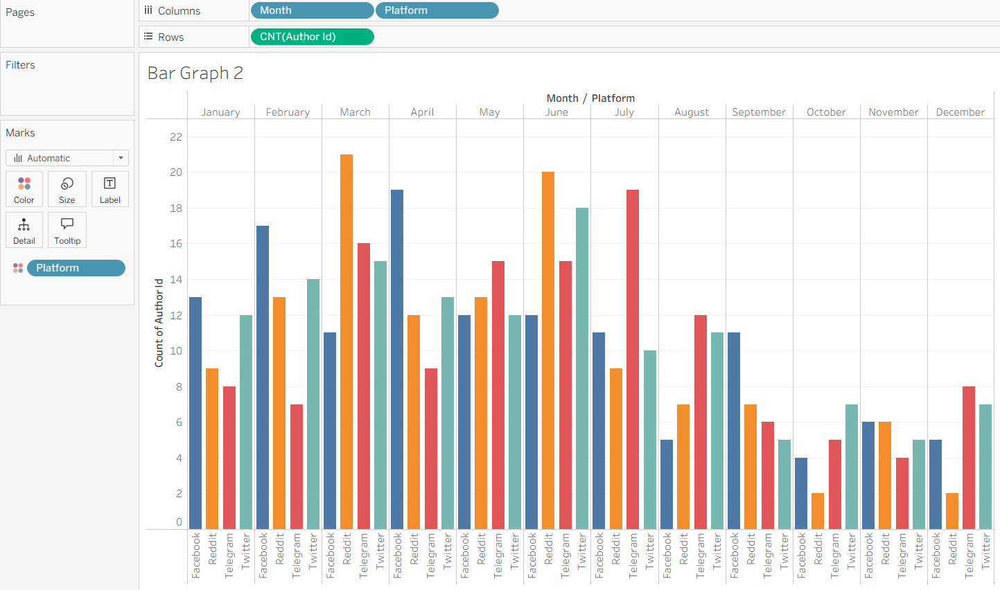 Pages
Columns
Month
Platform
Rows
CNT(Author Id)
Filters
Marks
Automatic
Color
Size
Label
Detail
Tooltip
Platform
Bar Graph 2
Month / Platform
January February March April May June July August September October November December
Count of Author Id
22
20
18
16
14
12
10
8
6
4
2
0
Facebook Reddit Telegram Twitter Facebook Reddit Telegram Twitter Facebook Reddit Telegram Twitter Facebook Reddit Telegram Twitter Facebook Reddit Telegram Twitter Facebook Reddit Telegram Twitter Facebook Reddit Telegram Twitter Facebook Reddit Telegram Twitter Facebook Reddit Telegram Twitter Facebook Reddit Telegram Twitter Facebook Reddit Telegram Twitter Facebook Reddit Telegram Twitter